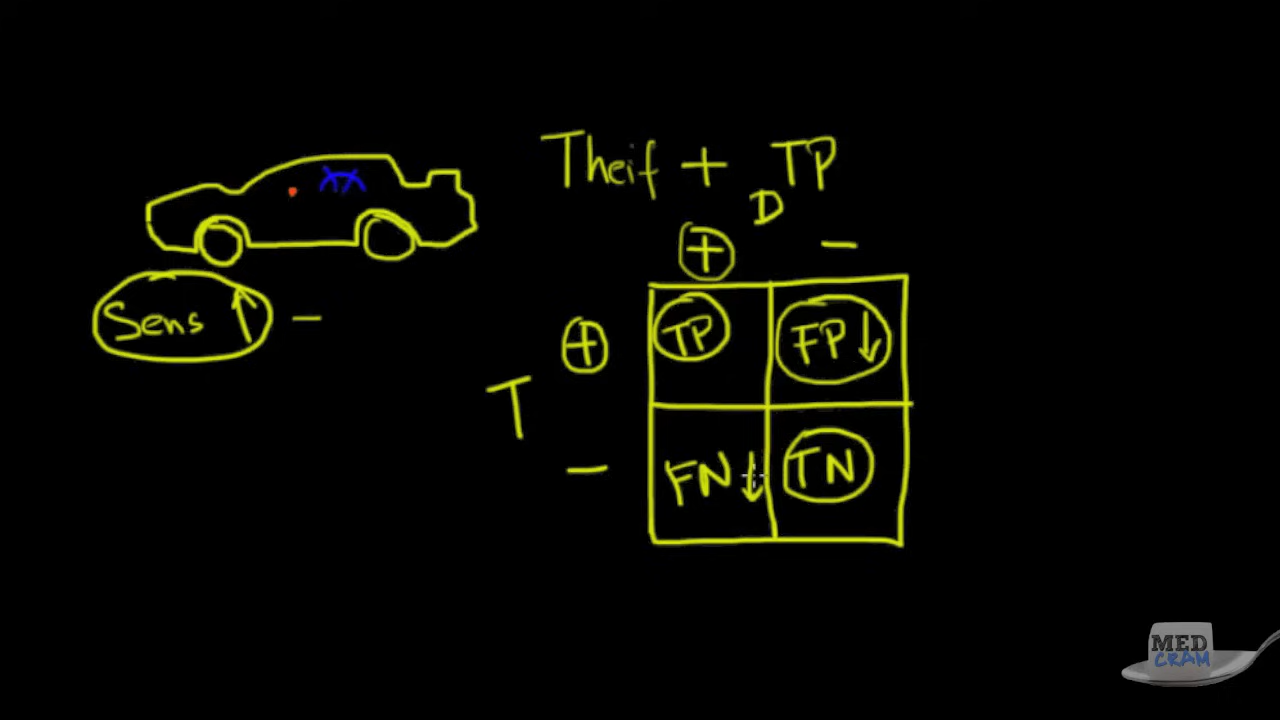 Theif + TP
D
+ -
Sens ↑ -
T
+ TP FP ↓
- FN ↓ TN
MED
CRAM